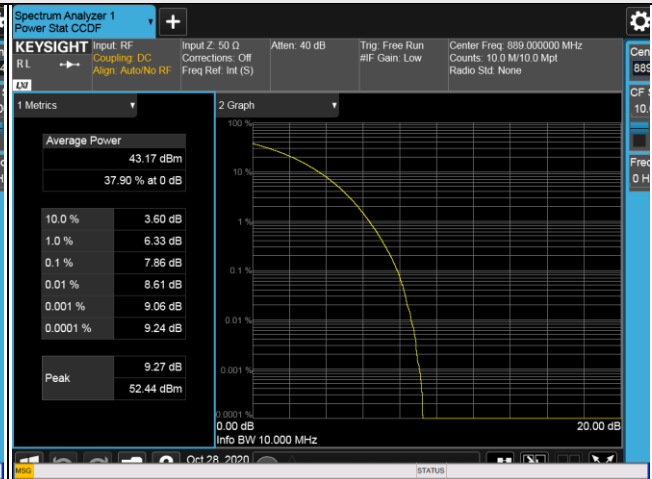 Spectrum Analyzer 1
Power Stat CCDF
+
KEYSIGHT
RL
LXI
Input: RF
Coupling: DC
Align: Auto/No RF
Input Z: 50 Ω
Corrections: Off
Freq Ref: Int (S)
Atten: 40 dB
Trig: Free Run
#IF Gain: Low
Center Freq: 889.000000 MHz
Counts: 10.0 M/10.0 Mpt
Radio Std: None
1 Metrics
Average Power
43.17 dBm
37.90 % at 0 dB
10.0 % 3.60 dB
1.0 % 6.33 dB
0.1 % 7.86 dB
0.01 % 8.61 dB
0.001 % 9.06 dB
0.0001 % 9.24 dB
Peak
9.27 dB
52.44 dBm
2 Graph
100 %
10 %
1 %
0.1 %
0.01 %
0.001 %
0.0001 %
0.00 dB 20.00 dB
Info BW 10.000 MHz
Oct 28, 2020
MSG STATUS
889
CF S
10.0
0 H